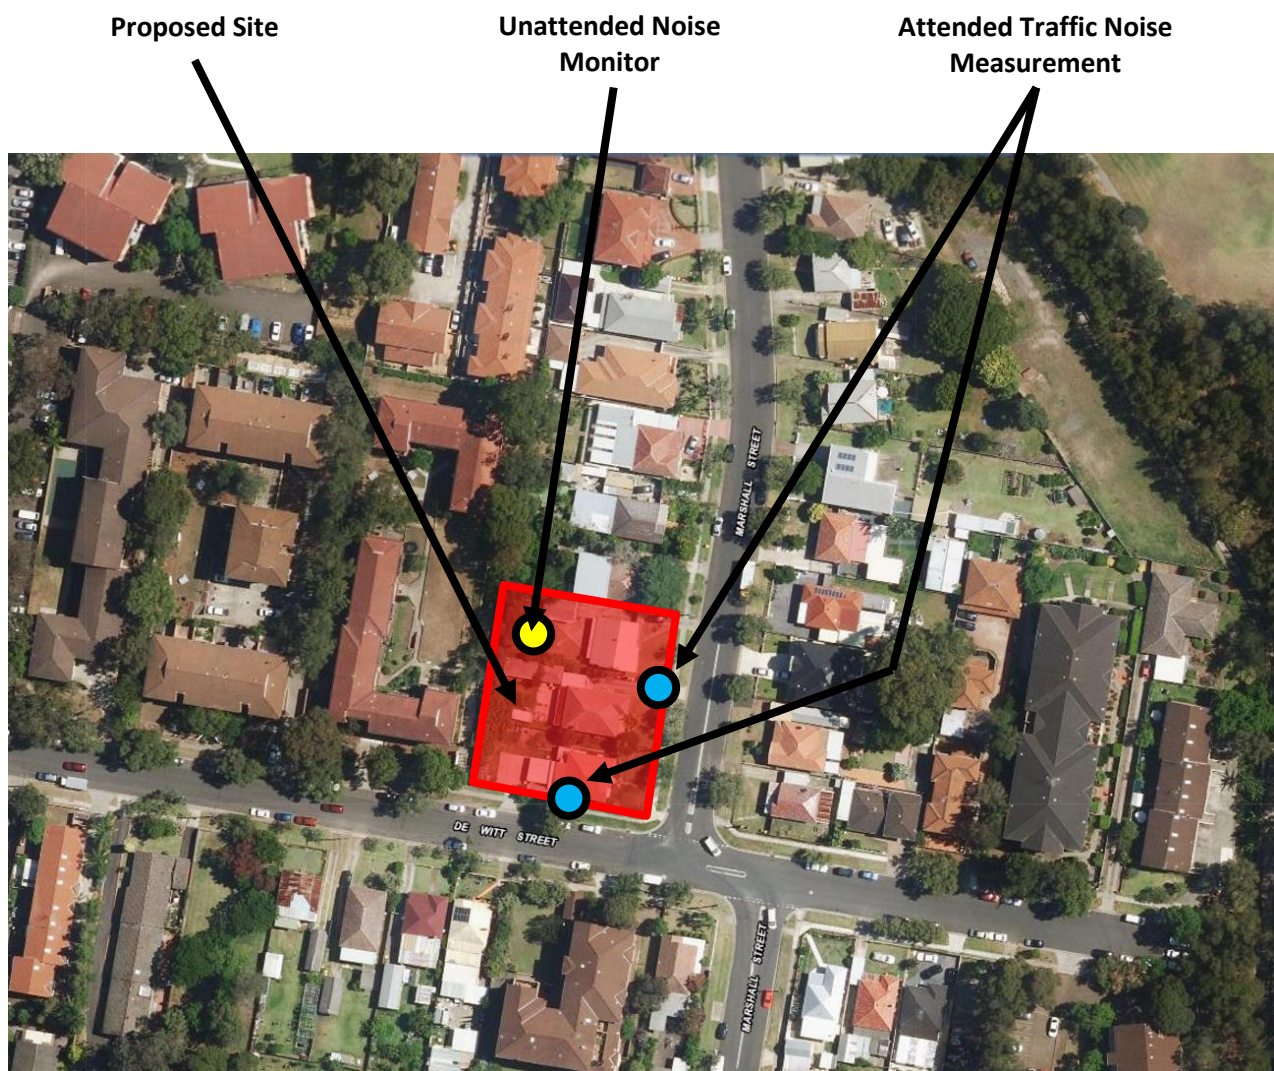 Proposed Site
Unattended Noise
Monitor
Attended Traffic Noise
Measurement
MARSHALL STREET
DE WITT STREET
MARSHALL STREET